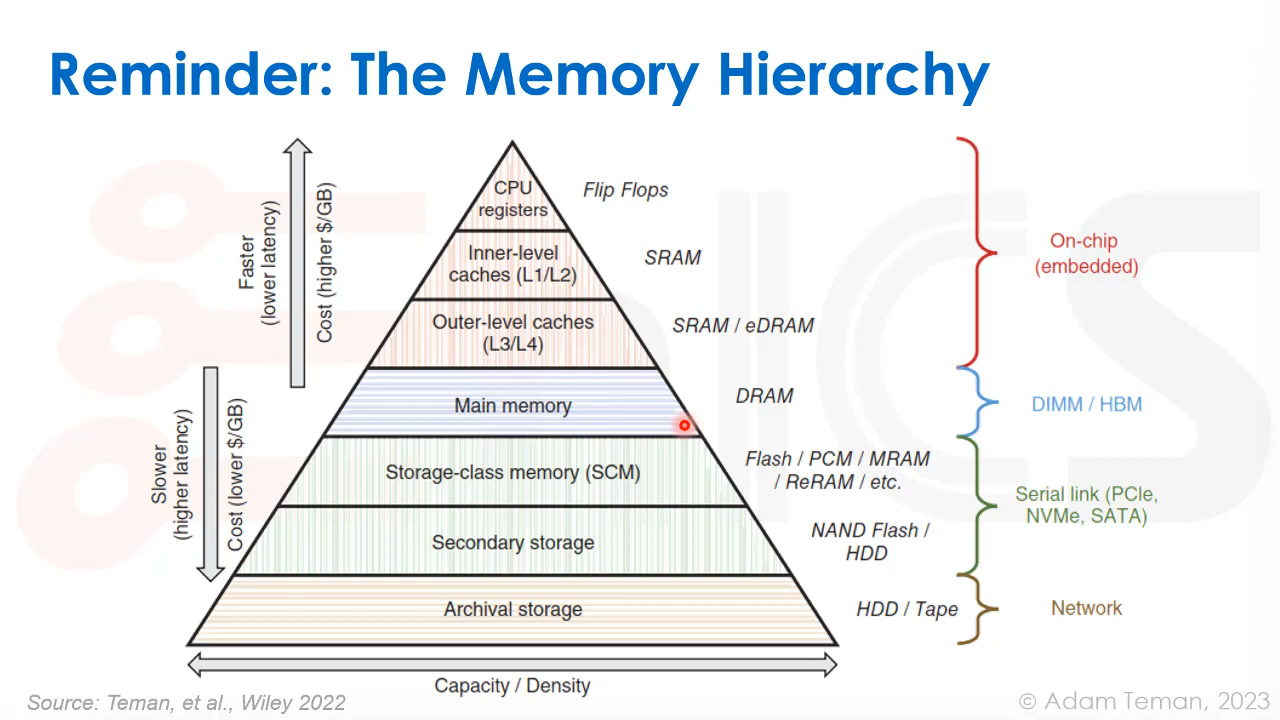 Reminder: The Memory Hierarchy
Faster
(lower latency)
Cost (higher $/GB)
Slower
(higher latency)
Cost (lower $/GB)
CPU
registers
Flip Flops
Inner-level
caches (L1/L2)
SRAM
Outer-level caches
(L3/L4)
SRAM / eDRAM
On-chip
(embedded)
Main memory
DRAM
DIMM / HBM
Storage-class memory (SCM)
Flash / PCM / MRAM
/ ReRAM / etc.
Secondary storage
NAND Flash /
HDD
Serial link (PCIe,
NVMe, SATA)
Archival storage
HDD / Tape
Network
Capacity / Density
Source: Teman, et al., Wiley 2022
© Adam Teman, 2023